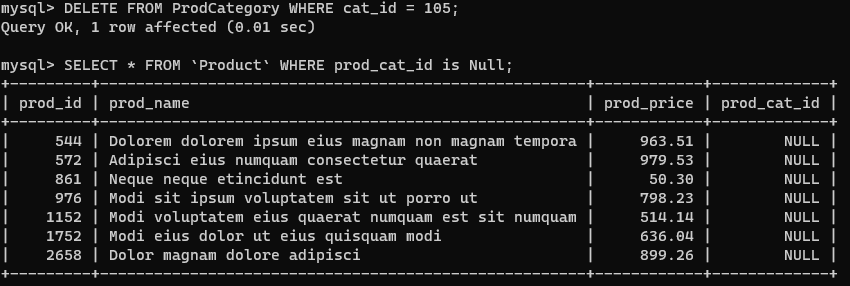 mysql> DELETE FROM ProdCategory WHERE cat_id = 105;
Query OK, 1 row affected (0.01 sec)
mysql> SELECT * FROM `Product` WHERE prod_cat_id is Null;
+---------+------------------------------------------------------+------------+-------------+
| prod_id | prod_name                                            | prod_price | prod_cat_id |
+---------+------------------------------------------------------+------------+-------------+
|     544 | Dolorem dolorem ipsum eius magnam non magnam tempora |     963.51 |        NULL |
|     572 | Adipisci eius numquam consectetur quaerat            |     979.53 |        NULL |
|     861 | Neque neque etincidunt est                           |      50.30 |        NULL |
|     976 | Modi sit ipsum voluptatem sit ut porro ut            |     798.23 |        NULL |
|    1152 | Modi voluptatem eius quaerat numquam est sit numquam |     514.14 |        NULL |
|    1752 | Modi eius dolor ut eius quisquam modi                |     636.04 |        NULL |
|    2658 | Dolor magnam dolore adipisci                         |     899.26 |        NULL |
+---------+------------------------------------------------------+------------+-------------+